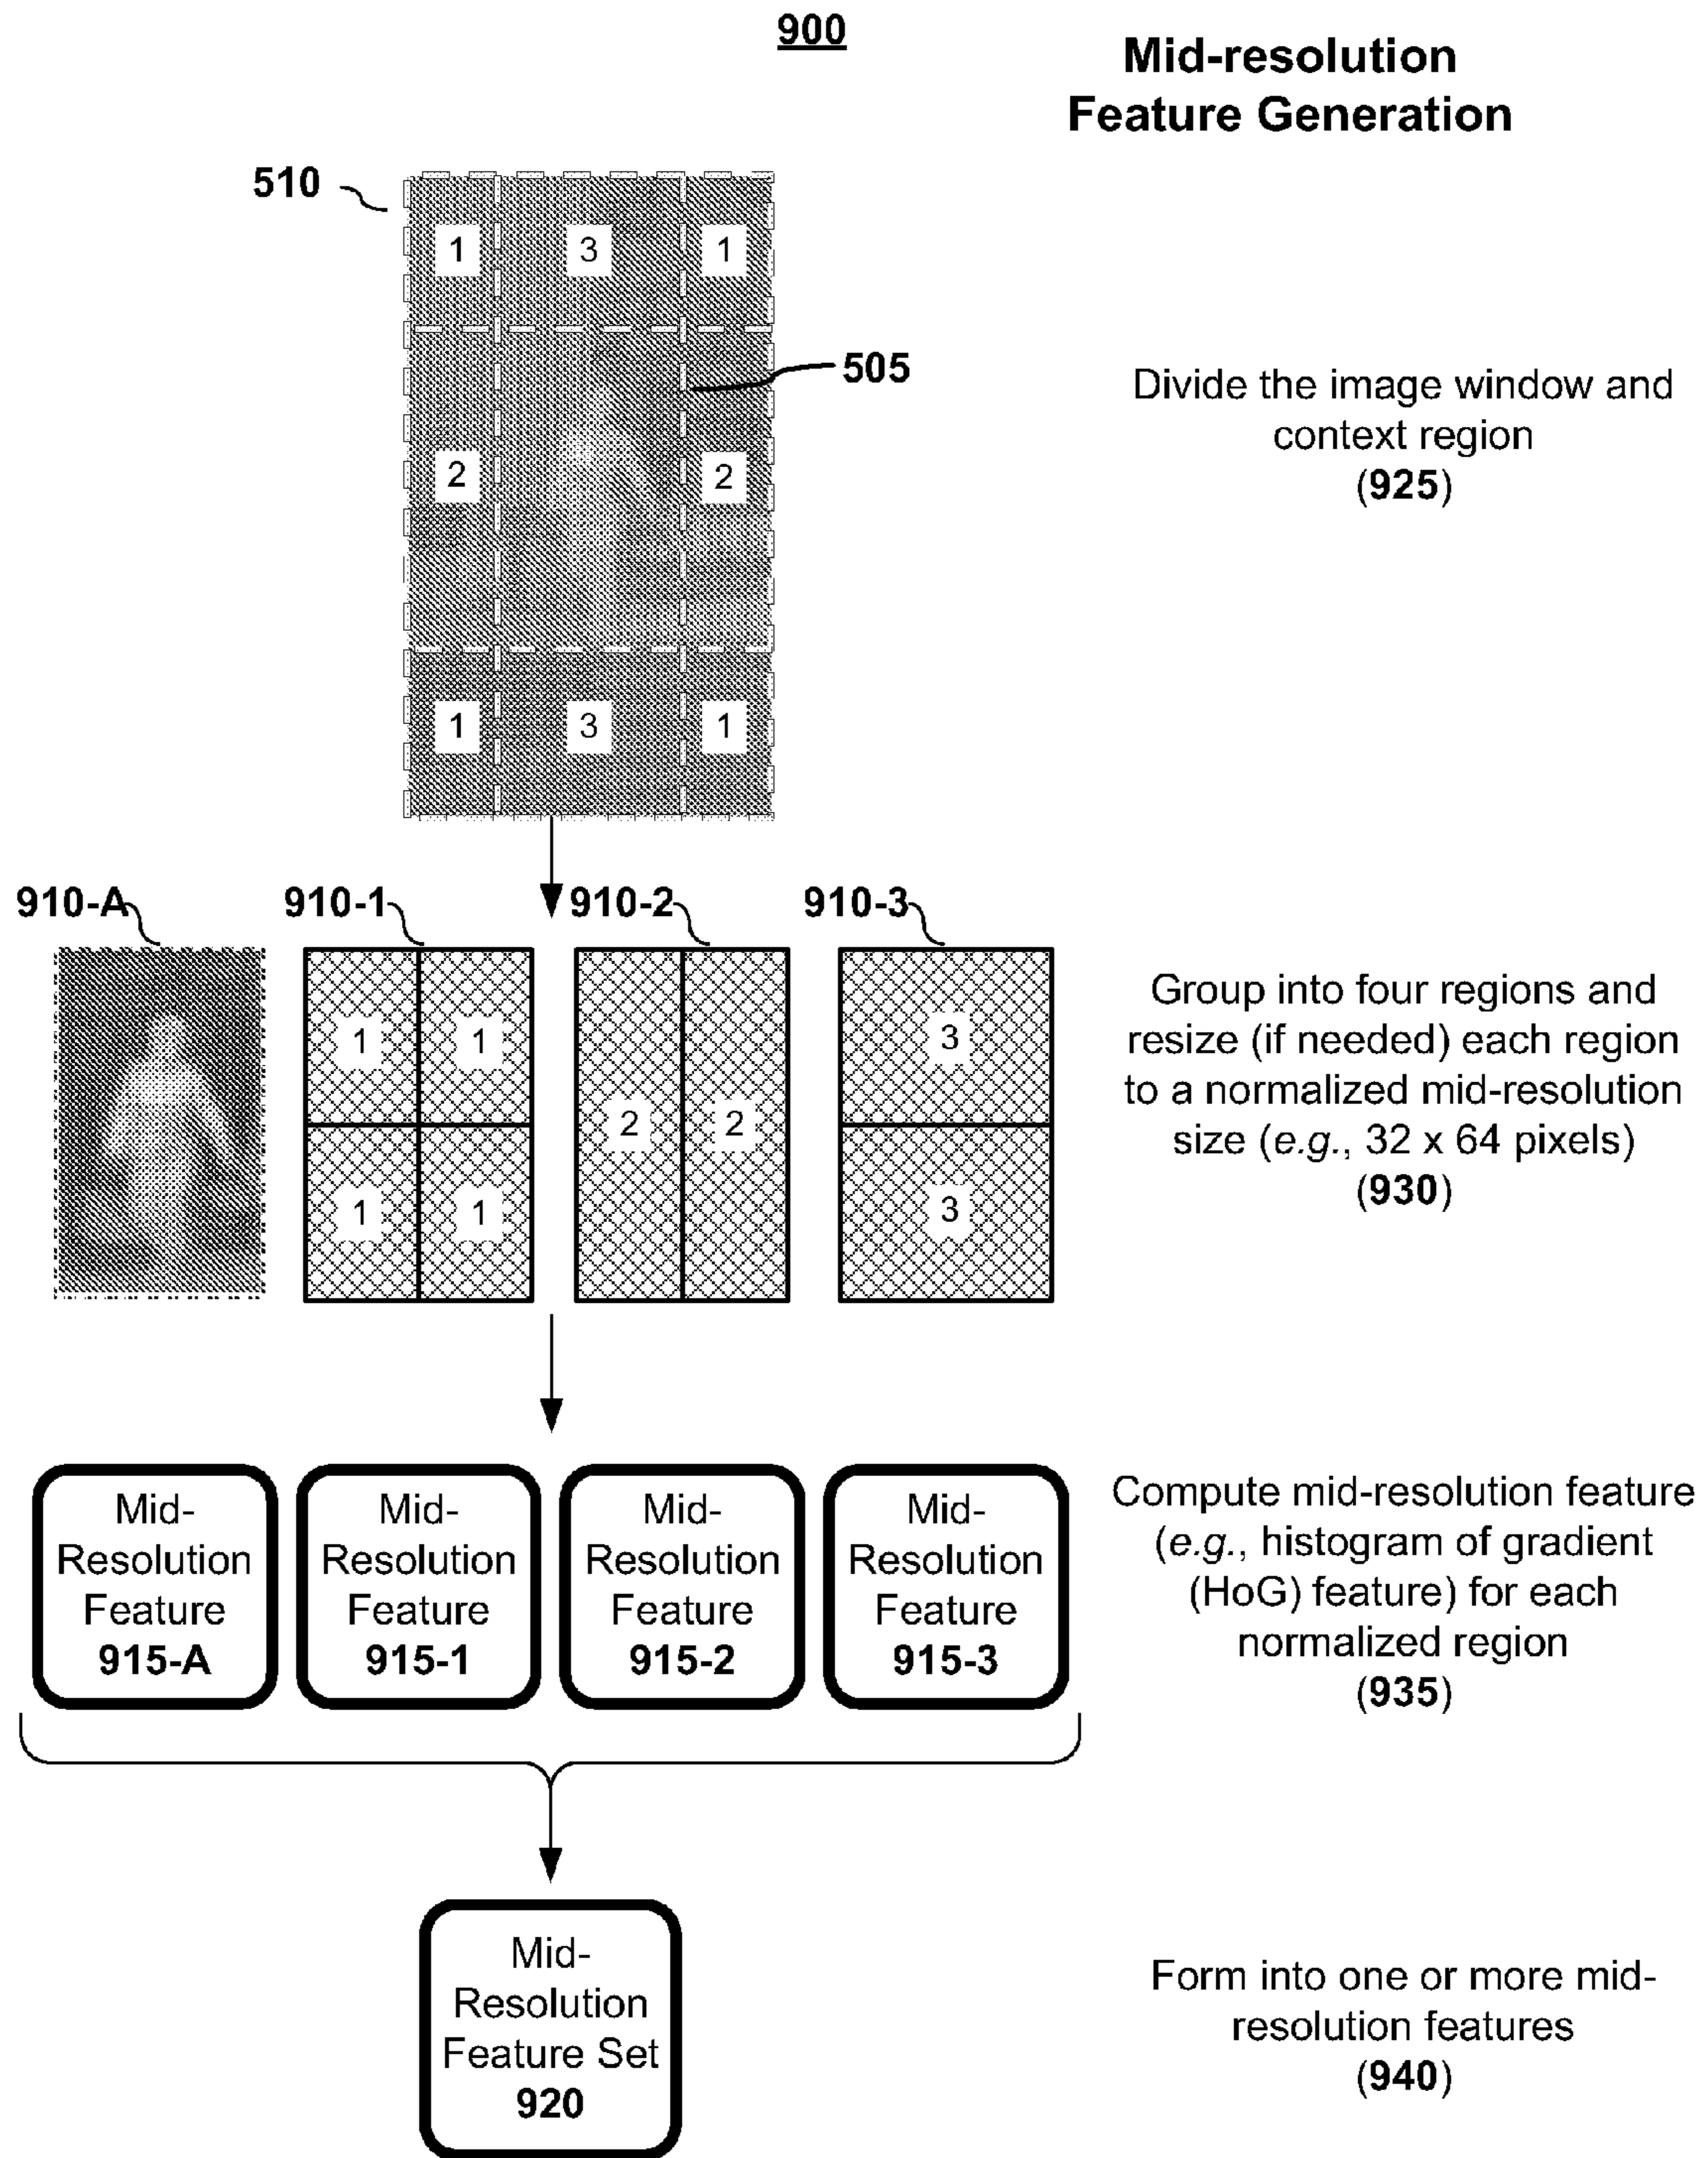 900
Mid-resolution
Feature Generation
510
1 3 1
505
2 2
1 3 1
Divide the image window and
context region
(925)
910-A 910-1 910-2 910-3
1 1
1 1
2 2
3
3
Group into four regions and
resize (if needed) each region
to a normalized mid-resolution
size (e.g., 32 x 64 pixels)
(930)
Mid-
Resolution
Feature
915-A
Mid-
Resolution
Feature
915-1
Mid-
Resolution
Feature
915-2
Mid-
Resolution
Feature
915-3
Compute mid-resolution feature
(e.g., histogram of gradient
(HoG) feature) for each
normalized region
(935)
Mid-
Resolution
Feature Set
920
Form into one or more mid-
resolution features
(940)